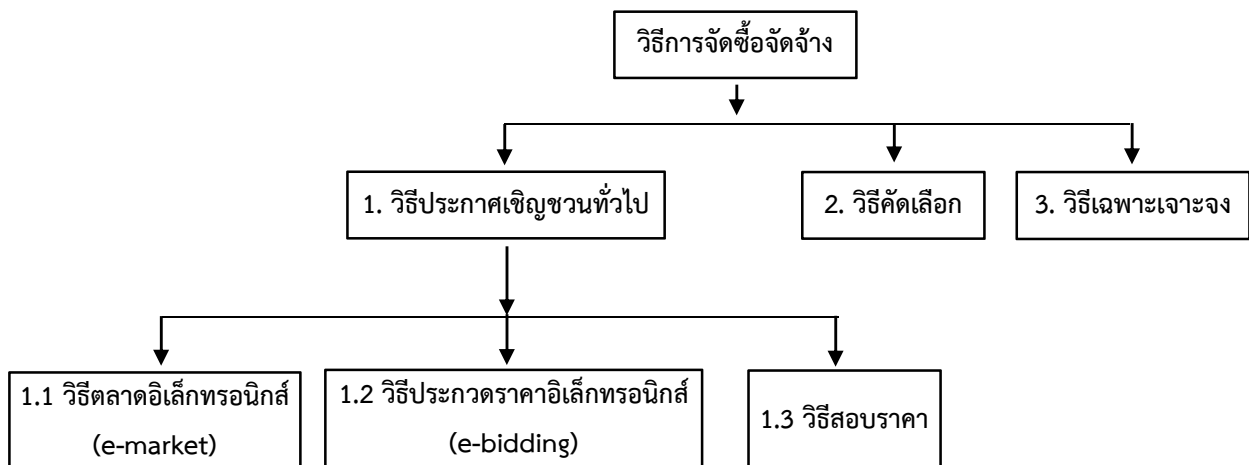 วิธีการจัดซื้อจัดจ้าง
1. วิธีประกาศเชิญชวนทั่วไป
2. วิธีคัดเลือก
3. วิธีเฉพาะเจาะจง
1.1 วิธีตลาดอิเล็กทรอนิกส์
(e-market)
1.2 วิธีประกวดราคาอิเล็กทรอนิกส์
(e-bidding)
1.3 วิธีสอบราคา